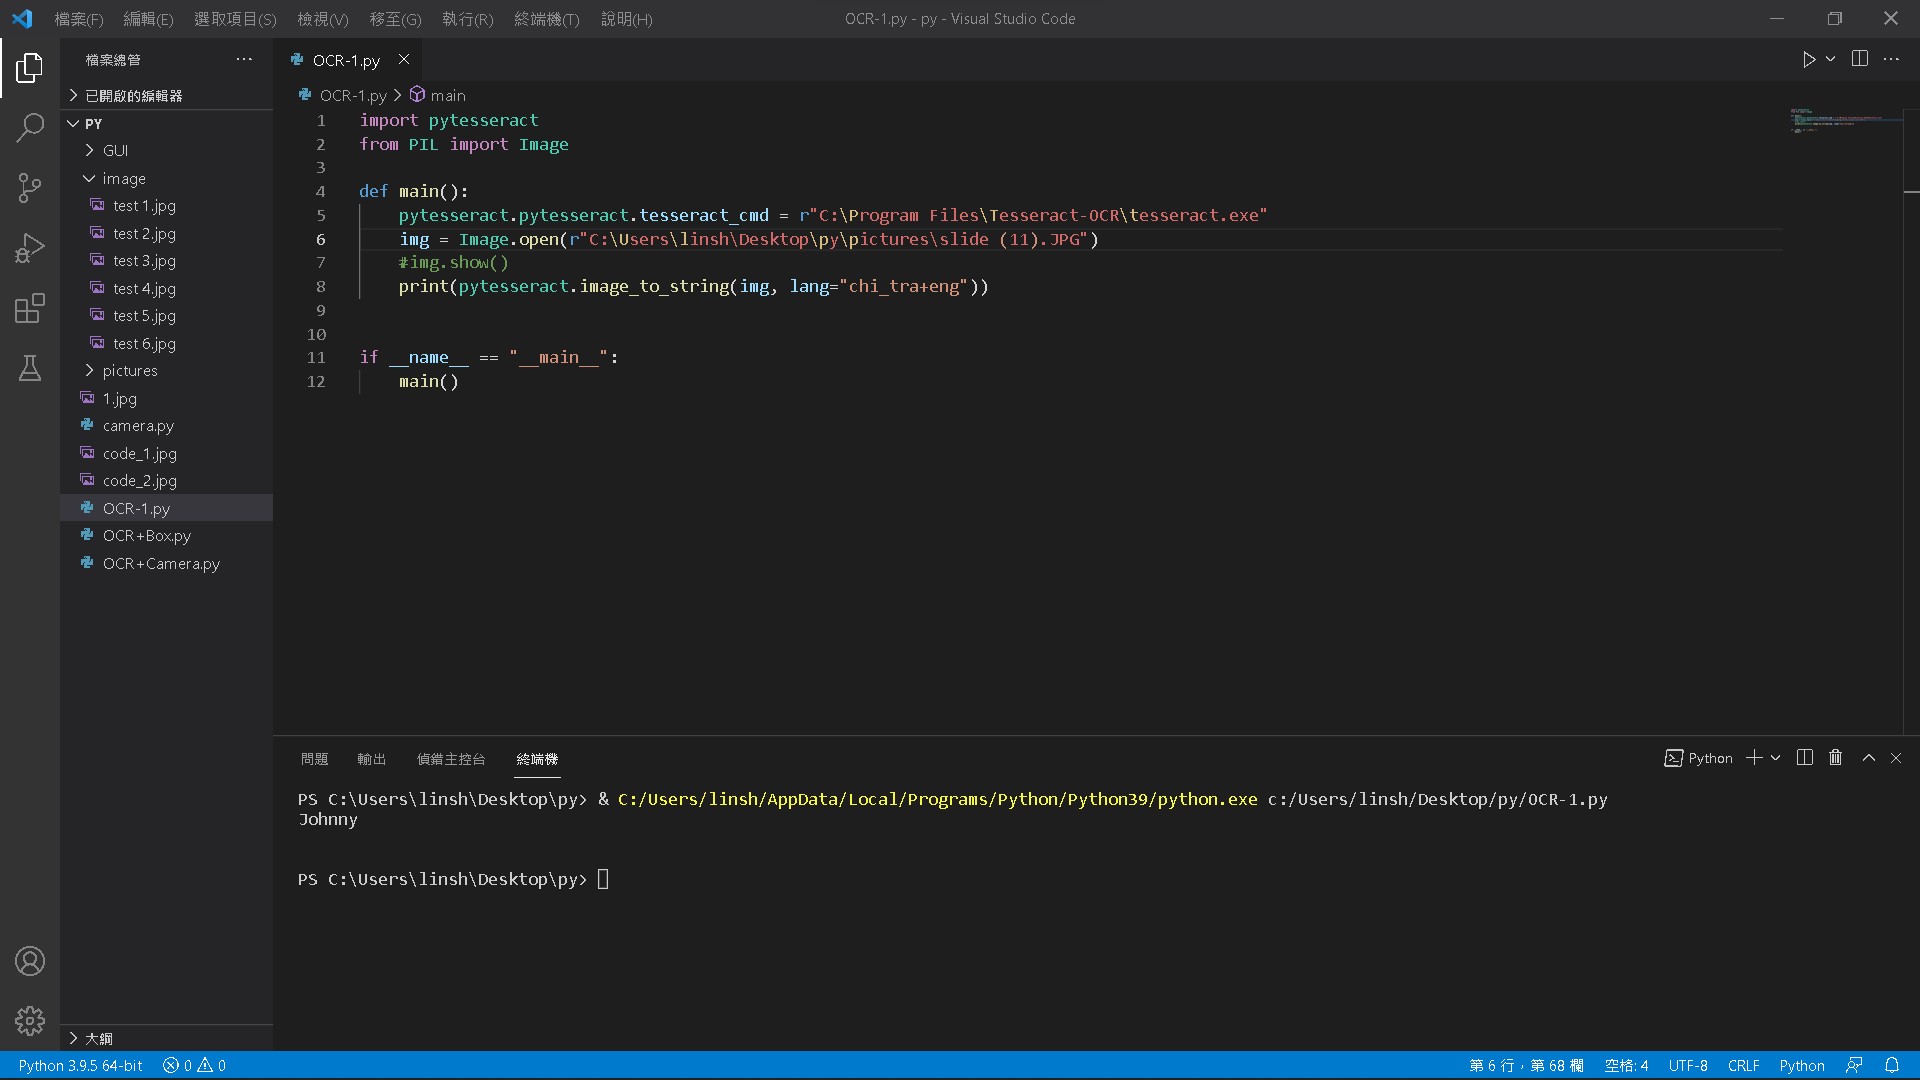 檔案(F) 編輯(E) 選取項目(S) 檢視(V) 移至(G) 執行(R) 終端機(T) 說明(H) OCR-1.py - py - Visual Studio Code
檔案總管
已開啟的編輯器
PY
GUI
image
test 1.jpg
test 2.jpg
test 3.jpg
test 4.jpg
test 5.jpg
test 6.jpg
pictures
1.jpg
camera.py
code_1.jpg
code_2.jpg
OCR-1.py
OCR+Box.py
OCR+Camera.py
大綱
OCR-1.py
OCR-1.py > main
1 import pytesseract
2 from PIL import Image
3
4 def main():
5     pytesseract.pytesseract.tesseract_cmd = r"C:\Program Files\Tesseract-OCR\tesseract.exe"
6     img = Image.open(r"C:\Users\linsh\Desktop\py\pictures\slide (11).JPG")
7     #img.show()
8     print(pytesseract.image_to_string(img, lang="chi_tra+eng"))
9
10
11 if __name__ == "__main__":
12     main()
問題 輸出 偵錯主控台 終端機 Python
PS C:\Users\linsh\Desktop\py> & C:/Users/linsh/AppData/Local/Programs/Python/Python39/python.exe c:/Users/linsh/Desktop/py/OCR-1.py
Johnny
PS C:\Users\linsh\Desktop\py>
Python 3.9.5 64-bit 0 0 第 6 行，第 68 欄 空格: 4 UTF-8 CRLF Python